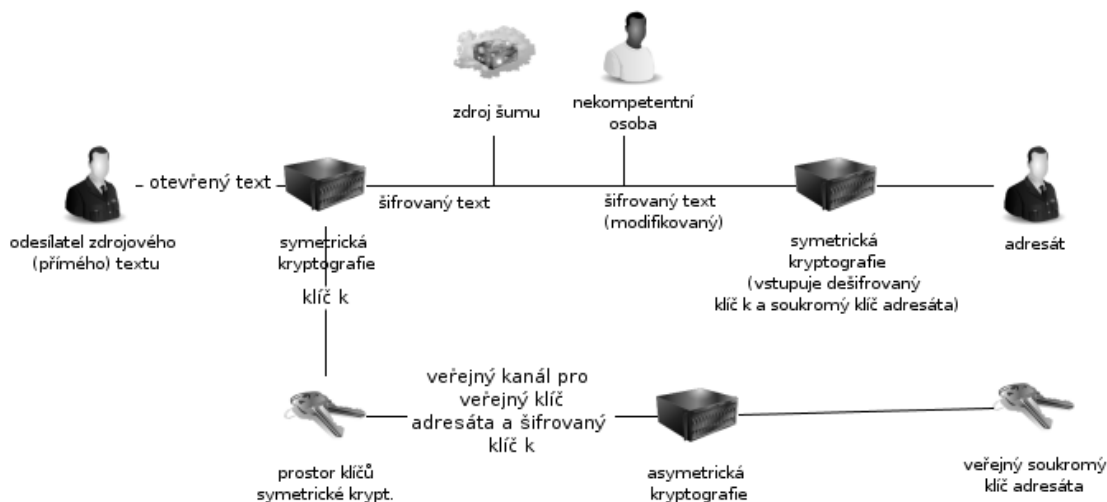 zdroj šumu
nekompetentní
osoba
otevřený text
šifrovaný text
šifrovaný text
(modifikovaný)
odesílatel zdrojového
(přímého) textu
symetrická
kryptografie
symetrická
kryptografie
(vstupuje dešifrovaný
klíč k a soukromý klíč adresáta)
adresát
klíč k
veřejný kanál pro
veřejný klíč
adresáta a šifrovaný
klíč k
prostor klíčů
symetrické krypt.
asymetrická
kryptografie
veřejný soukromý
klíč adresáta